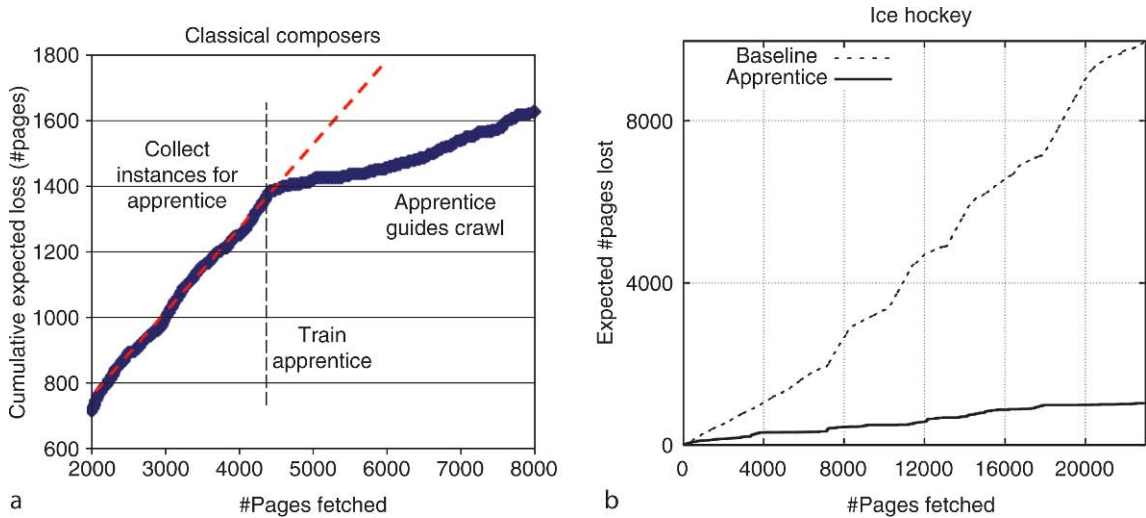 Classical composers
Cumulative expected loss (#pages)
1800
1600
1400
1200
1000
800
600
Collect
instances for
apprentice
Apprentice
guides crawl
Train
apprentice
2000 3000 4000 5000 6000 7000 8000
#Pages fetched
a
Ice hockey
Expected #pages lost
Baseline
Apprentice
8000
4000
0
0 4000 8000 12000 16000 20000
#Pages fetched
b